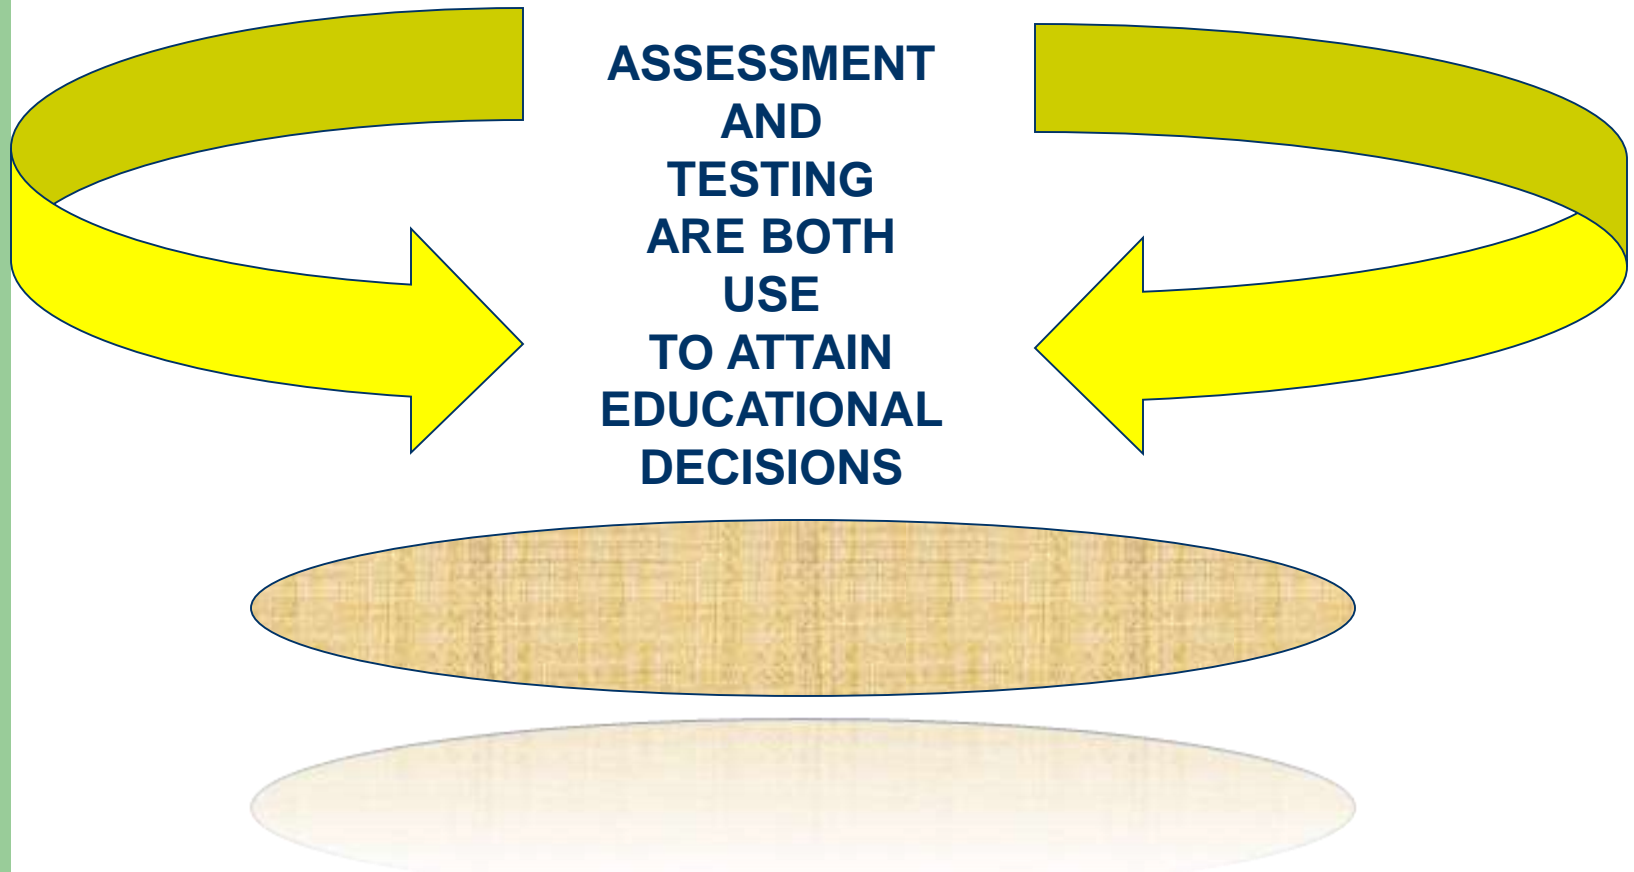 ASSESSMENT
AND
TESTING
ARE BOTH
USE
TO ATTAIN
EDUCATIONAL
DECISIONS